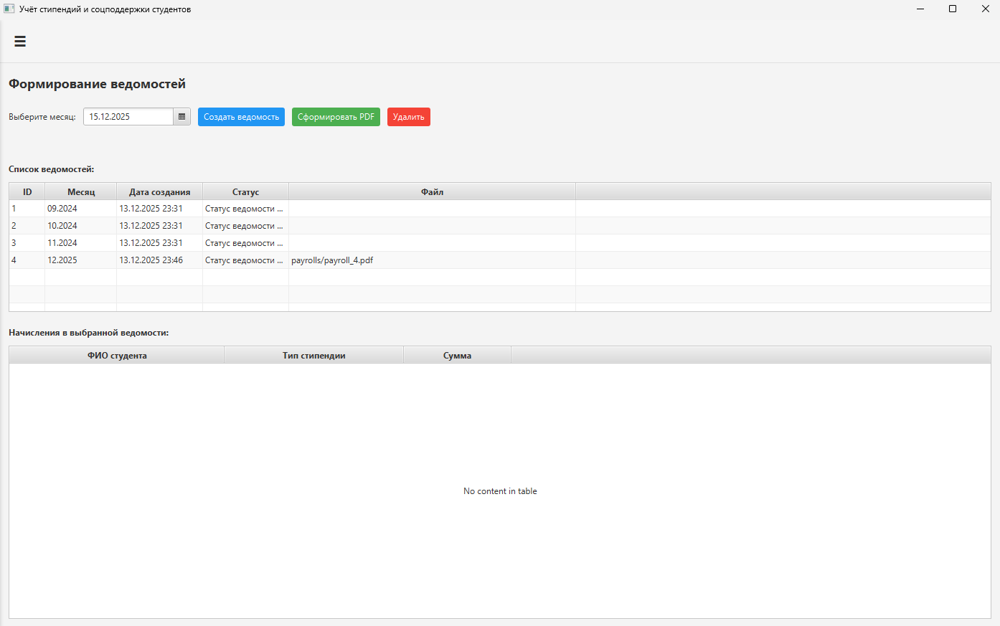 Учёт стипендий и соцподдержки студентов
Формирование ведомостей
Выберите месяц: 15.12.2025 Создать ведомость Сформировать PDF Удалить
Список ведомостей:
ID Месяц Дата создания Статус Файл
1 09.2024 13.12.2025 23:31 Статус ведомости ...
2 10.2024 13.12.2025 23:31 Статус ведомости ...
3 11.2024 13.12.2025 23:31 Статус ведомости ...
4 12.2025 13.12.2025 23:46 Статус ведомости ... payrolls/payroll_4.pdf
Начисления в выбранной ведомости:
ФИО студента Тип стипендии Сумма
No content in table